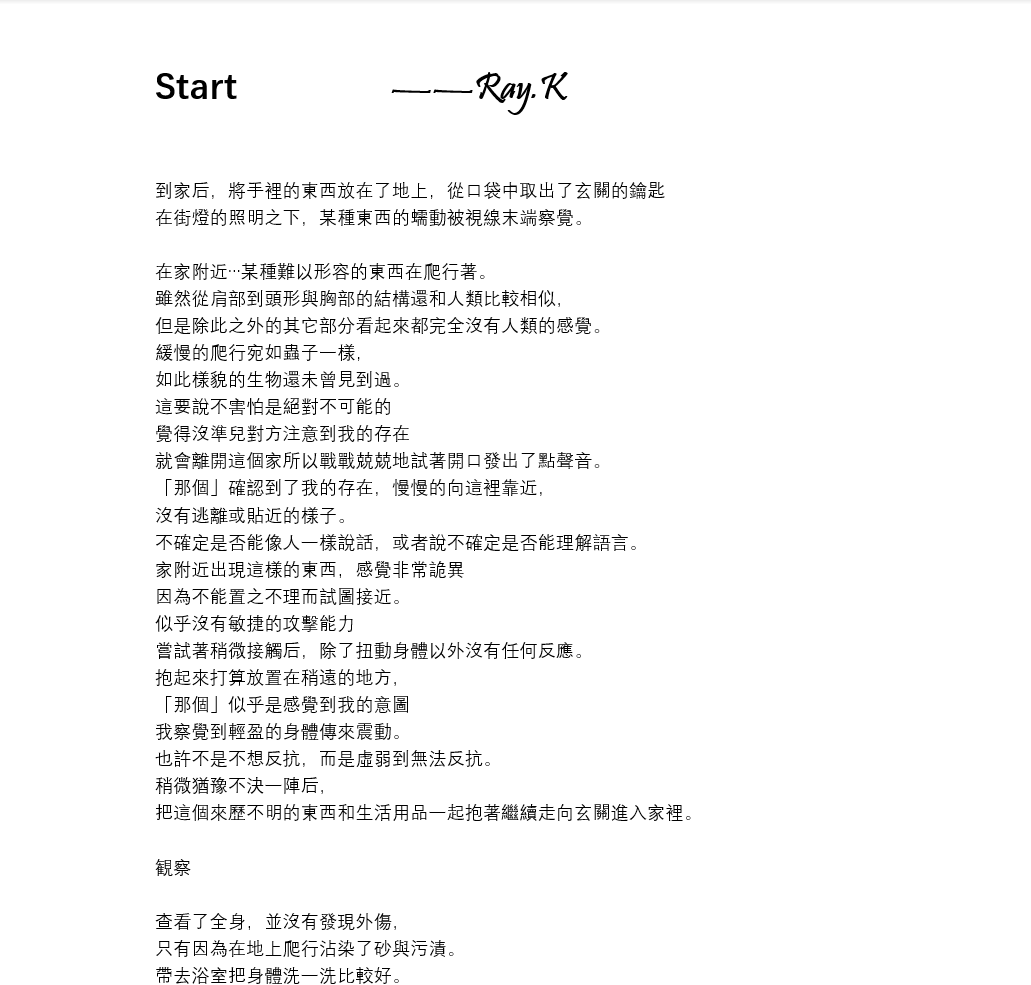 Start ——Ray.K
到家后，將手裡的東西放在了地上，從口袋中取出了玄關的鑰匙
在街燈的照明之下，某種東西的蠕動被視線末端察覺。
在家附近…某種難以形容的東西在爬行著。
雖然從肩部到頭形與胸部的結構還和人類比較相似，
但是除此之外的其它部分看起來都完全沒有人類的感覺。
緩慢的爬行宛如蟲子一樣，
如此樣貌的生物還未曾見到過。
這要說不害怕是絕對不可能的
覺得沒準兒對方注意到我的存在
就會離開這個家所以戰戰兢兢地試著開口發出了點聲音。
「那個」確認到了我的存在，慢慢的向這裡靠近，
沒有逃離或貼近的樣子。
不確定是否能像人一樣說話，或者說不確定是否能理解語言。
家附近出現這樣的東西，感覺非常詭異
因為不能置之不理而試圖接近。
似乎沒有敏捷的攻擊能力
嘗試著稍微接觸后，除了扭動身體以外沒有任何反應。
抱起來打算放置在稍遠的地方，
「那個」似乎是感覺到我的意圖
我察覺到輕盈的身體傳來震動。
也許不是不想反抗，而是虛弱到無法反抗。
稍微猶豫不決一陣后，
把這個來歷不明的東西和生活用品一起抱著繼續走向玄關進入家裡。
観察
查看了全身，並沒有發現外傷，
只有因為在地上爬行沾染了砂與污漬。
帶去浴室把身體洗一洗比較好。